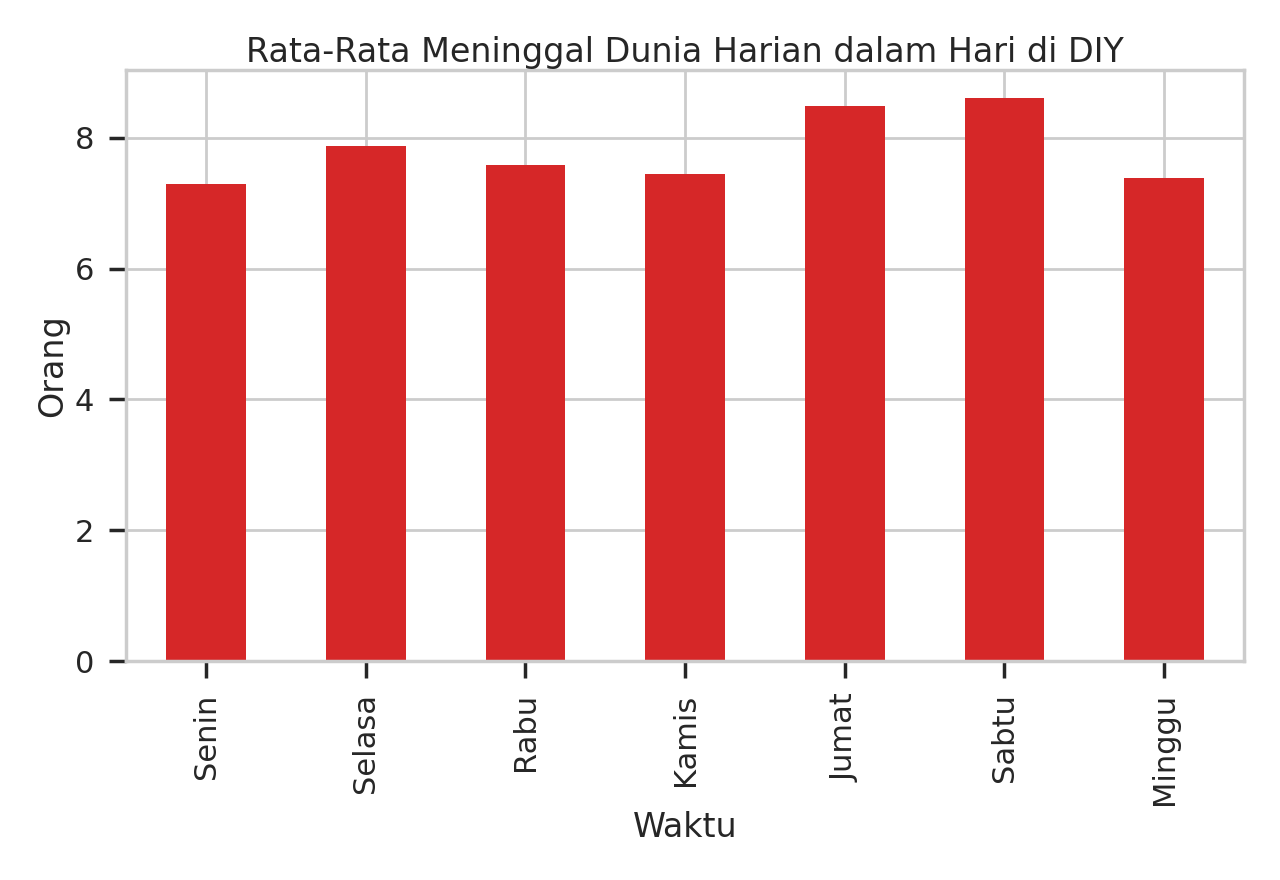 Rata-Rata Meninggal Dunia Harian dalam Hari di DIY
8
6
4
2
0
Orang
Senin
Selasa
Rabu
Kamis
Jumat
Sabtu
Minggu
Waktu